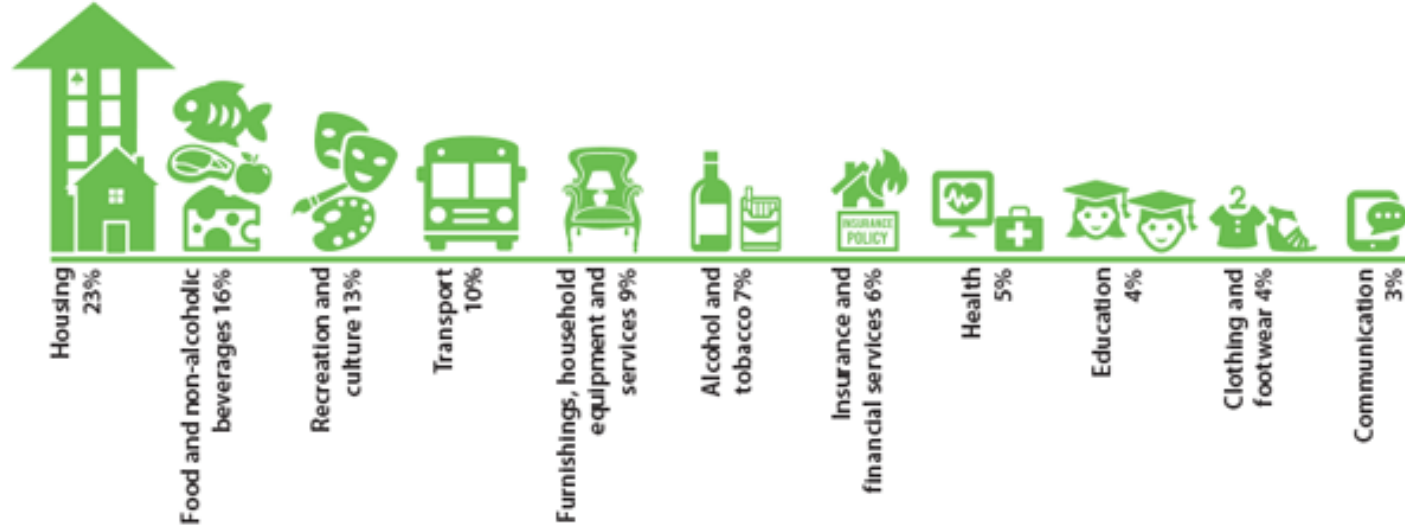 2
INSURANCE
POLICY
Housing
23%
Food and non-alcoholic
beverages 16%
Recreation and
culture 13%
Transport
10%
Furnishings, household
equipment and
services 9%
Alcohol and
tobacco 7%
Insurance and
financial services 6%
Health
5%
Education
4%
Clothing and
footwear 4%
Communication
3%